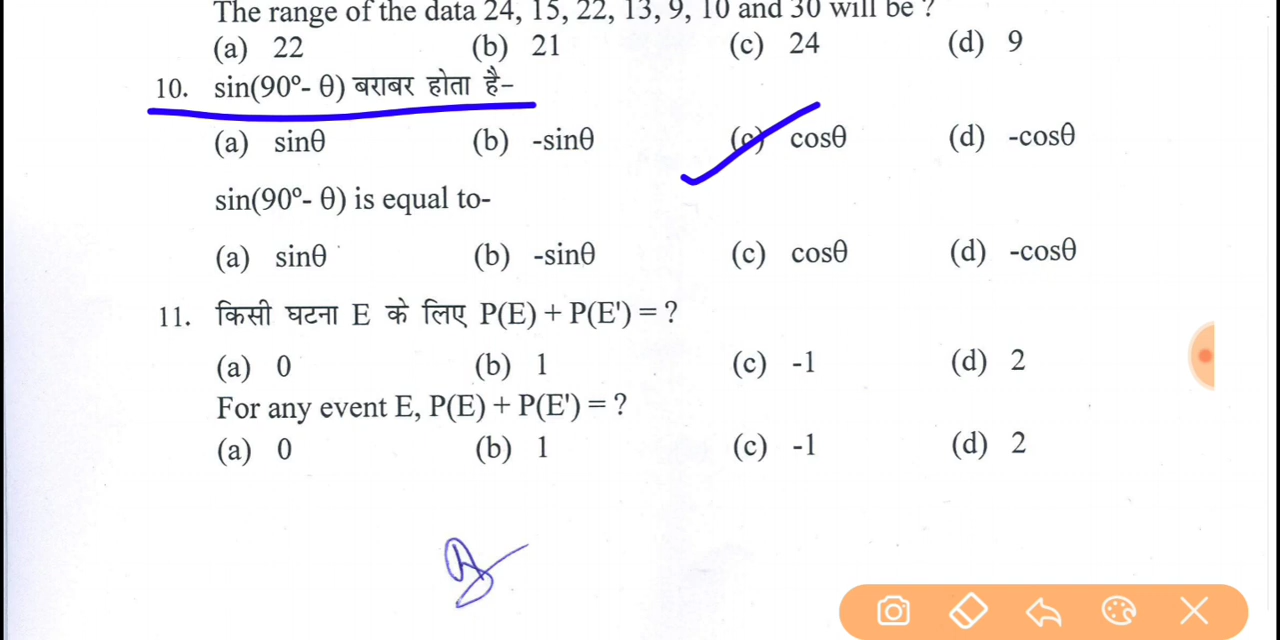 The range of the data 24, 15, 22, 13, 9, 10 and 30 will be ?
(a) 22 (b) 21 (c) 24 (d) 9
10. sin(90º- θ) बराबर होता है-
(a) sinθ (b) -sinθ (c) cosθ (d) -cosθ
sin(90º- θ) is equal to-
(a) sinθ (b) -sinθ (c) cosθ (d) -cosθ
11. किसी घटना E के लिए P(E) + P(E') = ?
(a) 0 (b) 1 (c) -1 (d) 2
For any event E, P(E) + P(E') = ?
(a) 0 (b) 1 (c) -1 (d) 2